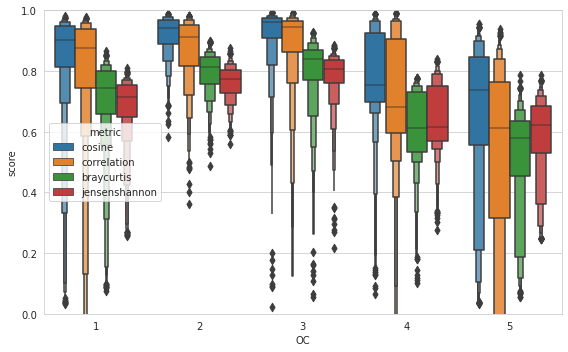 1.0
0.8
0.6
0.4
0.2
0.0
score
metric
cosine
correlation
braycurtis
jensenshannon
1 2 3 4 5
OC